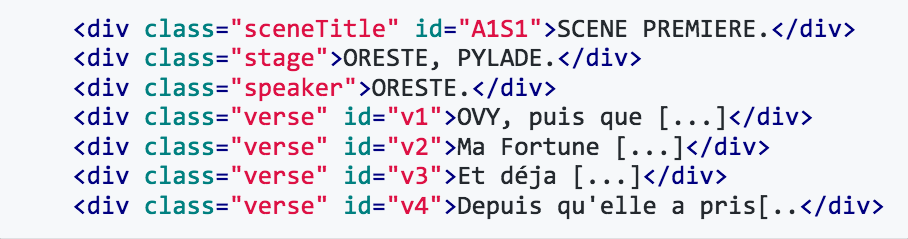 <div class="sceneTitle" id="A1S1">SCENE PREMIERE.</div>
<div class="stage">ORESTE, PYLADE.</div>
<div class="speaker">ORESTE.</div>
<div class="verse" id="v1">OVY, puis que [...]</div>
<div class="verse" id="v2">Ma Fortune [...]</div>
<div class="verse" id="v3">Et déja [...]</div>
<div class="verse" id="v4">Depuis qu'elle a pris[..</div>